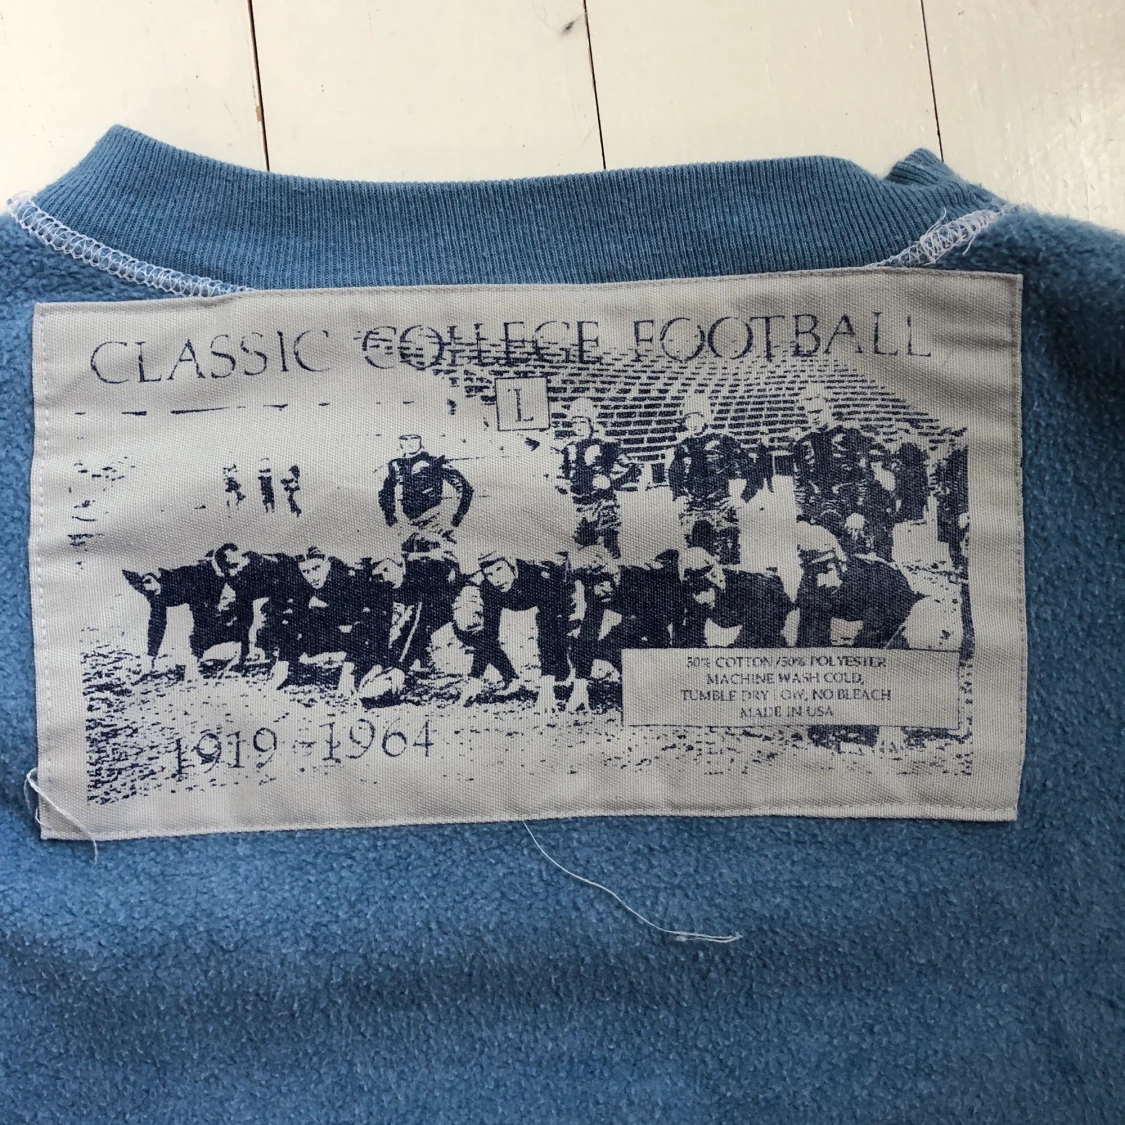 CLASSIC COLLEGE FOOTBALL
L
50% COTTON/50% POLYESTER
MACHINE WASH COLD,
TUMBLE DRY LOW, NO BLEACH
MADE IN USA
1919 -1964